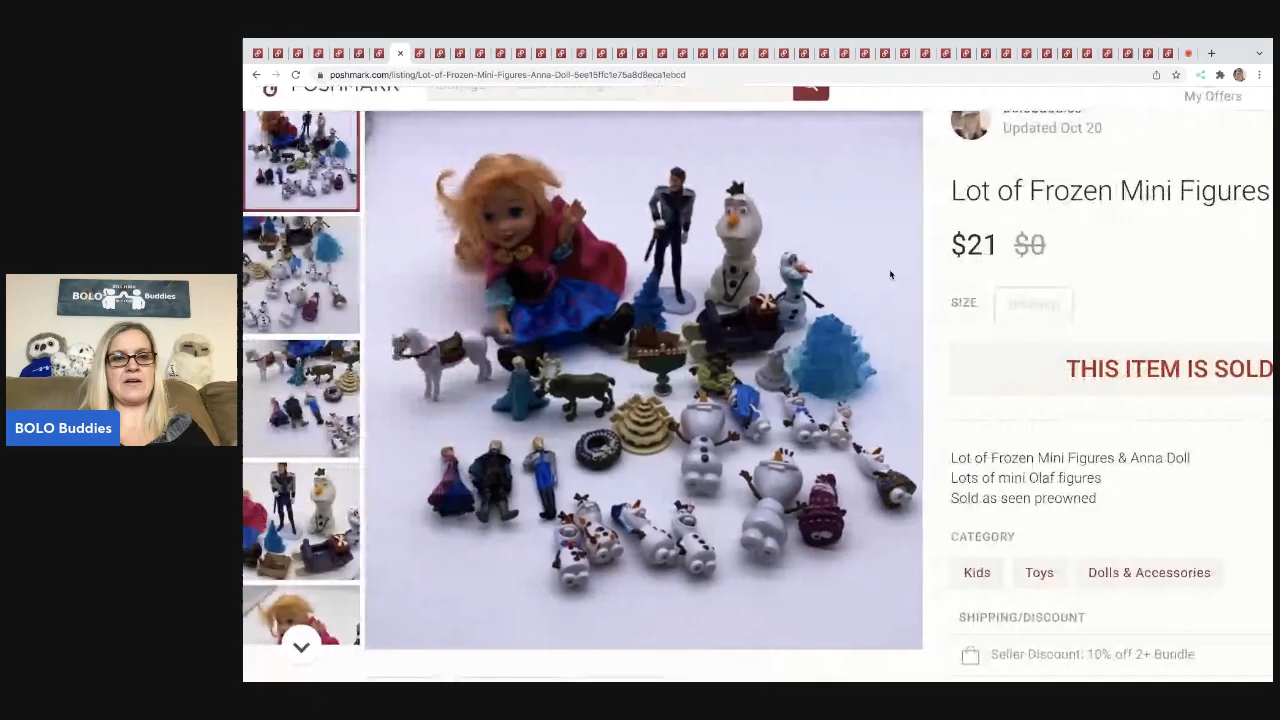 poshmark.com/listing/Lot-of-Frozen-Mini-Figures-Anna-Doll-5ee15ffc1e75a8d8eca1ebcd
POSHMARK
My Offers
Updated Oct 20
Lot of Frozen Mini Figures
$21 $0
SIZE
THIS ITEM IS SOLD
Lot of Frozen Mini Figures & Anna Doll
Lots of mini Olaf figures
Sold as seen preowned
CATEGORY
Kids Toys Dolls & Accessories
SHIPPING/DISCOUNT
Seller Discount: 10% off 2+ Bundle
BOLO Buddies
BOLO Buddies